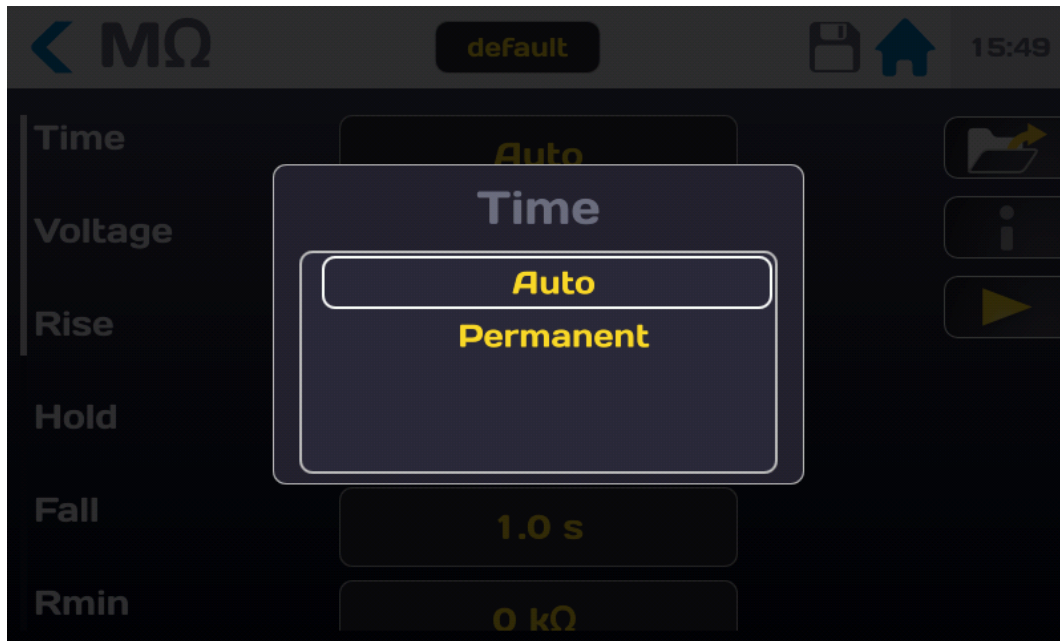 MΩ
default
15:49
Time
Auto
Time
Voltage
Auto
Rise
Permanent
Hold
Fall
1.0 s
Rmin
0 kΩ